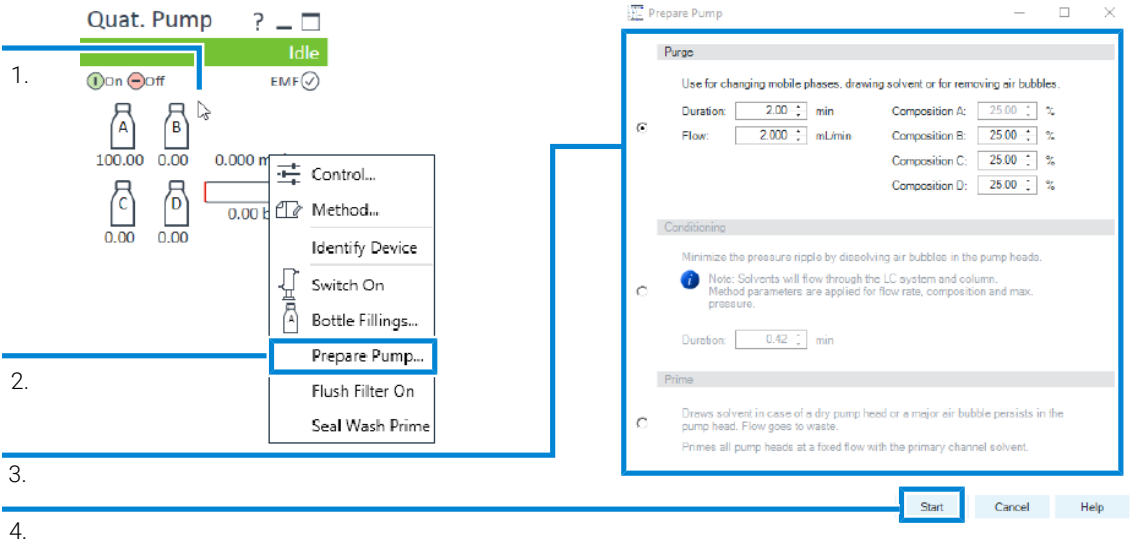 Quat. Pump ? 
Idle
1.
On Off EMF
A B
100.00 0.00 0.000 m
C D
0.00 b
0.00 0.00
Control...
Method...
Identify Device
Switch On
A
Bottle Fillings...
Prepare Pump...
2.
Flush Filter On
Seal Wash Prime
3.
4.
Prepare Pump
Purge
Use for changing mobile phases, drawing solvent or for removing air bubbles.
Duration: 2.00 min Composition A: 25.00 %
Flow: 2.000 mL/min Composition B: 25.00 %
Composition C: 25.00 %
Composition D: 25.00 %
Conditioning
Minimize the pressure ripple by dissolving air bubbles in the pump heads.
i Note: Solvents will flow through the LC system and column.
Method parameters are applied for flow rate, composition and max.
pressure.
Duration: 0.42 min
Prime
Draws solvent in case of a dry pump head or a major air bubble persists in the
pump head. Flow goes to waste.
Primes all pump heads at a fixed flow with the primary channel solvent.
Start Cancel Help